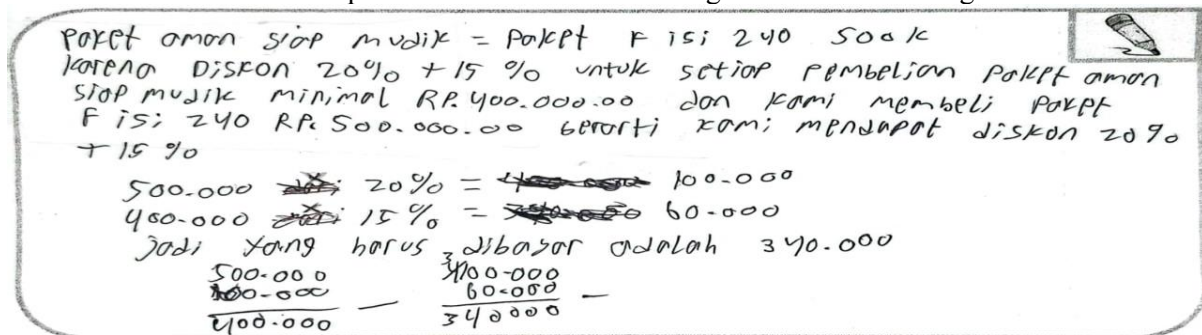 Paket aman siap mudik = Paket F isi 240 500k
karena Diskon 20% + 15 % untuk setiap Pembelian Paket aman
siap mudik minimal RP. 400.000.00 dan kami membeli Paket
F isi 240 RP. 500.000.00 berarti kami mendapat diskon 20%
+ 15 %
500.000 x 20% = 100.000
400.000 x 15% = 60.000
Jadi yang harus dibayar adalah 340.000
500.000 400.000
100.000 60.000
— —
400.000 340000